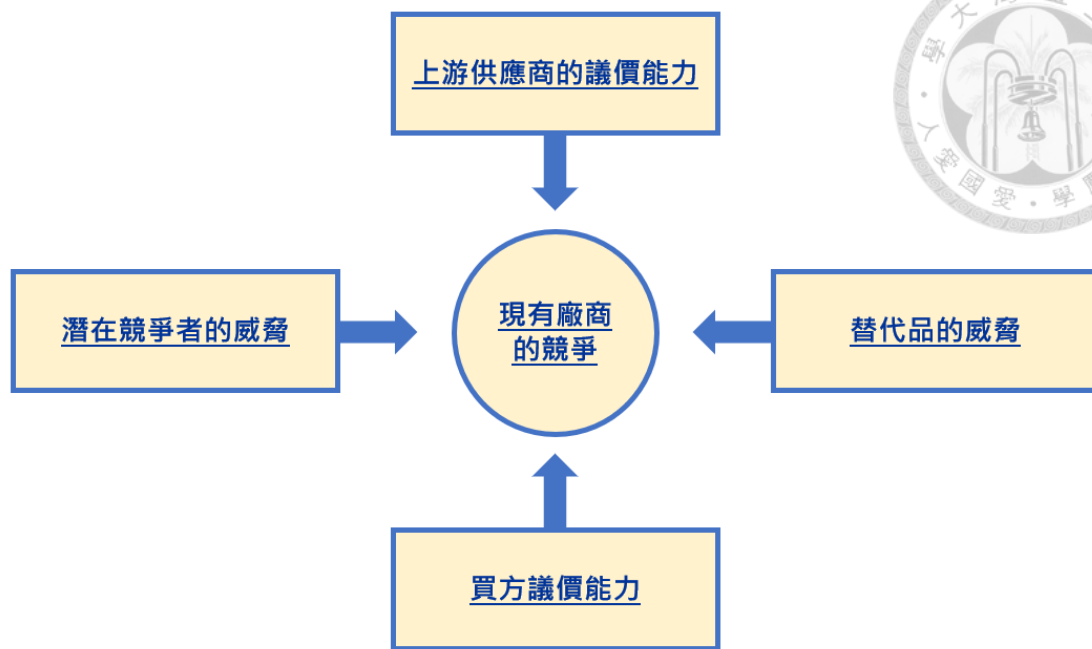 上游供應商的議價能力
潛在競爭者的威脅
現有廠商
的競爭
替代品的威脅
買方議價能力